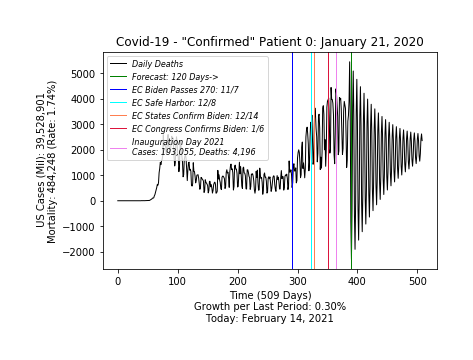 Covid-19 - "Confirmed" Patient 0: January 21, 2020
US Cases (Mil): 39,528,901
Mortality: 484,248 (Rate: 1.74%)
5000
4000
3000
2000
1000
0
−1000
−2000
Daily Deaths
Forecast: 120 Days->
EC Biden Passes 270: 11/7
EC Safe Harbor: 12/8
EC States Confirm Biden: 12/14
EC Congress Confirms Biden: 1/6
Inauguration Day 2021
Cases: 193,055, Deaths: 4,196
0 100 200 300 400 500
Time (509 Days)
Growth per Last Period: 0.30%
Today: February 14, 2021